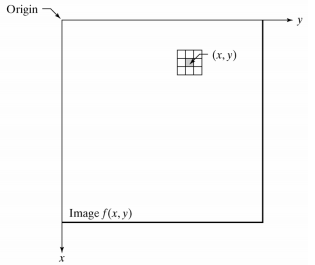 Origin
y
(x, y)
Image f(x, y)
x